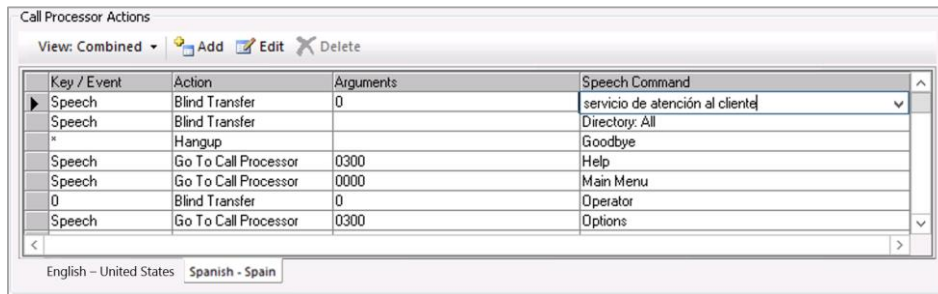 Call Processor Actions
View: Combined Add Edit Delete
Key / Event Action Arguments Speech Command
Speech Blind Transfer 0 servicio de atención al cliente
Speech Blind Transfer Directory: All
* Hangup Goodbye
Speech Go To Call Processor 0300 Help
Speech Go To Call Processor 0000 Main Menu
0 Blind Transfer 0 Operator
Speech Go To Call Processor 0300 Options
English – United States Spanish - Spain